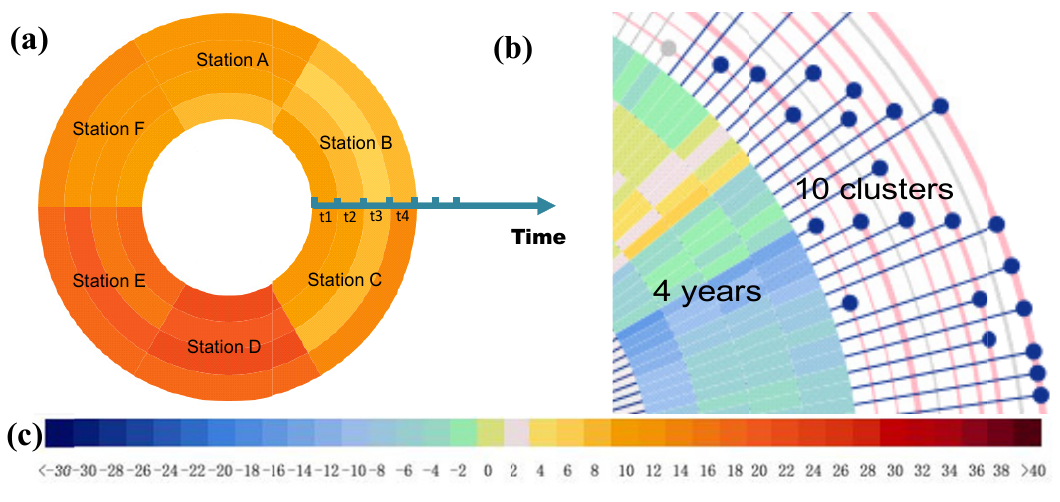 (a)
Station A
Station F
Station B
t1 t2 t3 t4
Time
Station E
Station C
Station D
(b)
10 clusters
4 years
(c)
<-30 -30 -28 -26 -22 -20 -18 -16 -14 -12 -10 -8 -6 -4 -2 0 2 4 6 8 10 12 14 16 18 20 22 24 26 28 30 32 34 36 38 >40